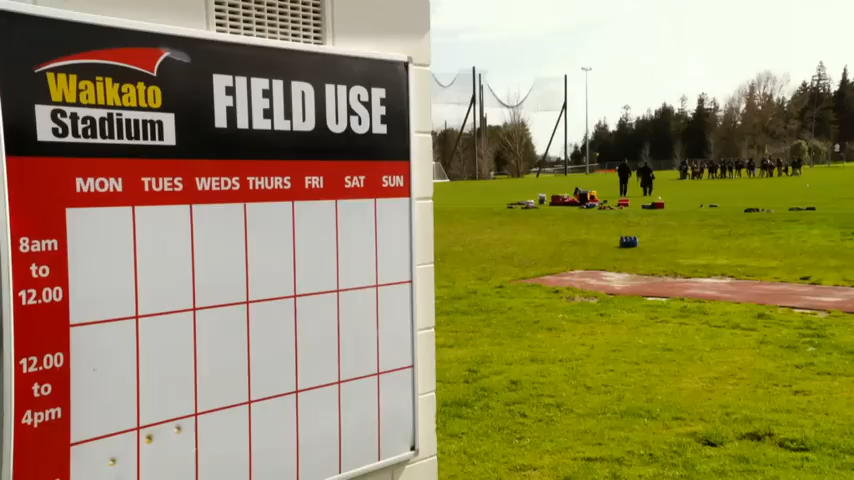 Waikato
Stadium
FIELD USE
MON TUES WEDS THURS FRI SAT SUN
8am
to
12.00
12.00
to
4pm